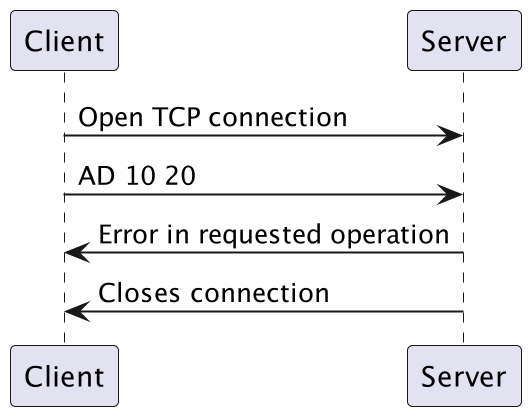 Client
Server
Open TCP connection
AD 10 20
Error in requested operation
Closes connection
Client
Server